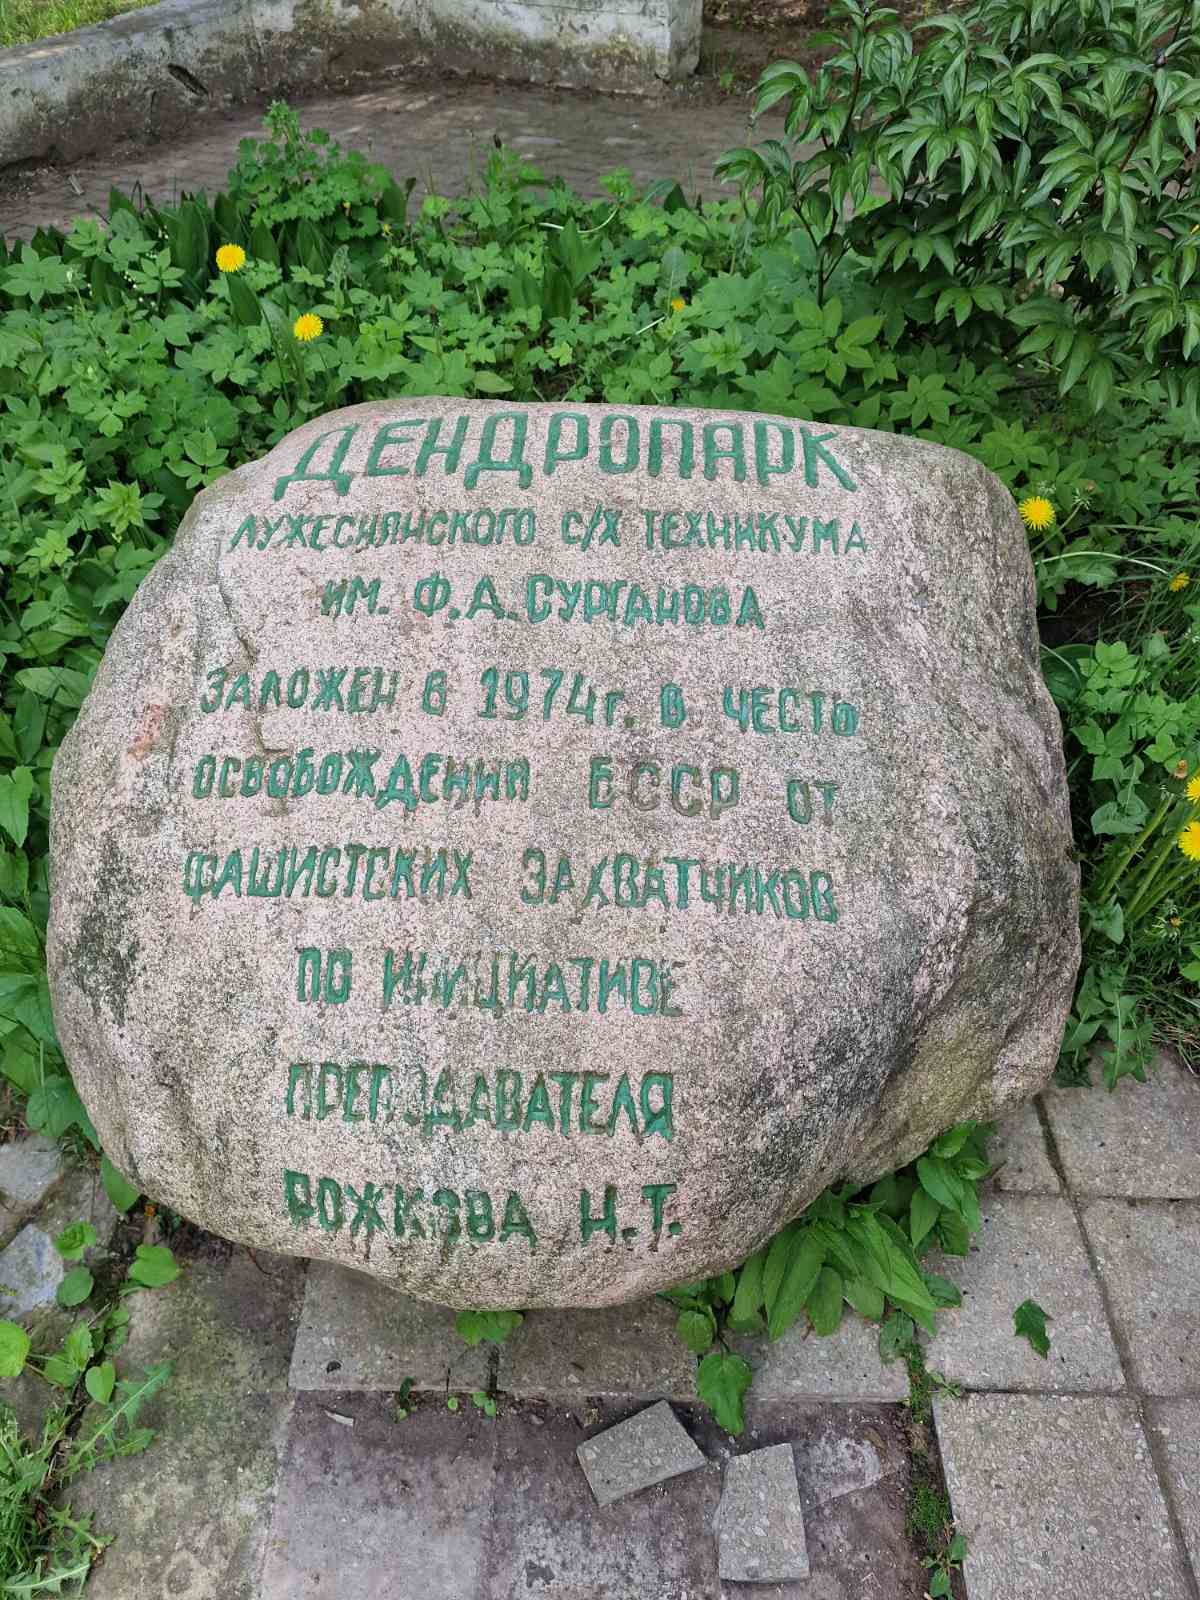 ДЕНДРОПАРК
ЛУЖЕСНЯНСКОГО С/Х ТЕХНИКУМА
ИМ. Ф.А. СУРГАНОВА
ЗАЛОЖЕН В 1974г. В ЧЕСТЬ
ОСВОБОЖДЕНИЯ БССР ОТ
ФАШИСТСКИХ ЗАХВАТЧИКОВ
ПО ИНИЦИАТИВЕ
ПРЕПОДАВАТЕЛЯ
РОЖКОВА Н.Т.